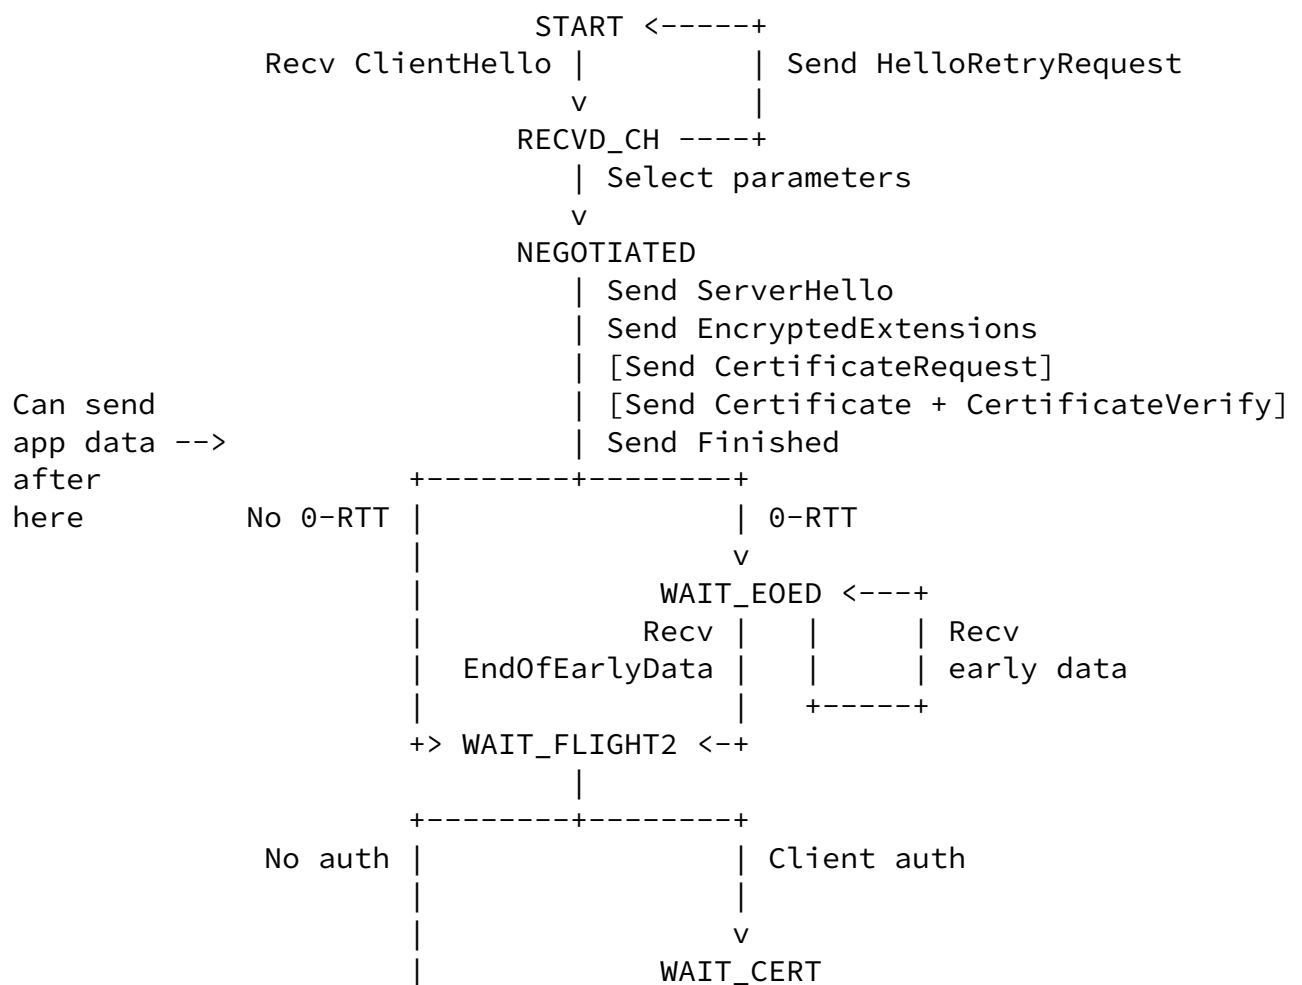 START <-----+
              Recv ClientHello |         | Send HelloRetryRequest
                               v         |
                            RECVD_CH ----+
                               | Select parameters
                               v
                            NEGOTIATED
                               | Send ServerHello
                               | Send EncryptedExtensions
                               | [Send CertificateRequest]
Can send                       | [Send Certificate + CertificateVerify]
app data -->                   | Send Finished
after                 +--------+--------+
here         No 0-RTT |                 | 0-RTT
                      |                 v
                      |             WAIT_EOED <---+
                      |            Recv |   |     | Recv
                      |  EndOfEarlyData |   |     | early data
                      |                 |   +-----+
                      +> WAIT_FLIGHT2 <-+
                               |
                      +--------+--------+
              No auth |                 | Client auth
                      |                 |
                      |                 v
                      |             WAIT_CERT